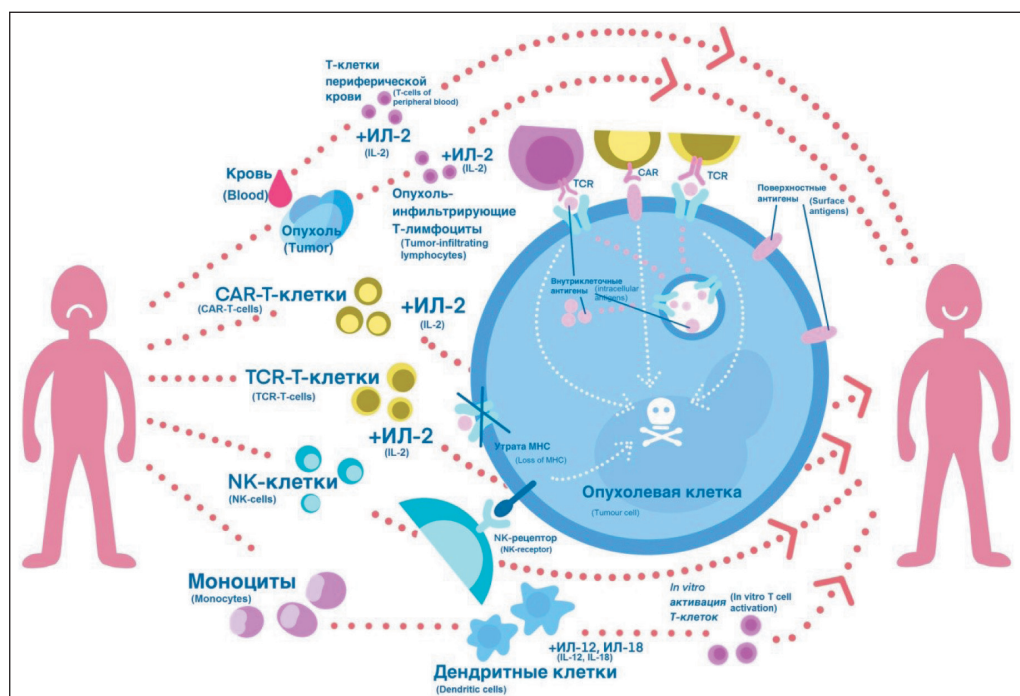 Т-клетки
периферической
крови
(T-cells of
peripheral blood)
+ИЛ-2
(IL-2)
+ИЛ-2
(IL-2)
Кровь
(Blood)
Опухоль
(Tumor)
Опухоль-
инфильтрирующие
Т-лимфоциты
(Tumor-infiltrating
lymphocytes)
TCR
CAR
TCR
Поверхностные
антигены
(Surface
antigens)
Внутриклеточные
антигены
(intracellular
antigens)
CAR-Т-клетки
(CAR-T-cells)
+ИЛ-2
(IL-2)
TCR-Т-клетки
(TCR-T-cells)
+ИЛ-2
(IL-2)
Утрата МНС
(Loss of MHC)
NK-клетки
(NK-cells)
Опухолевая клетка
(Tumour cell)
NK-рецептор
(NK-receptor)
Моноциты
(Monocytes)
In vitro
активация
Т-клеток
(In vitro T cell
activation)
+ИЛ-12, ИЛ-18
(IL-12, IL-18)
Дендритные клетки
(Dendritic cells)